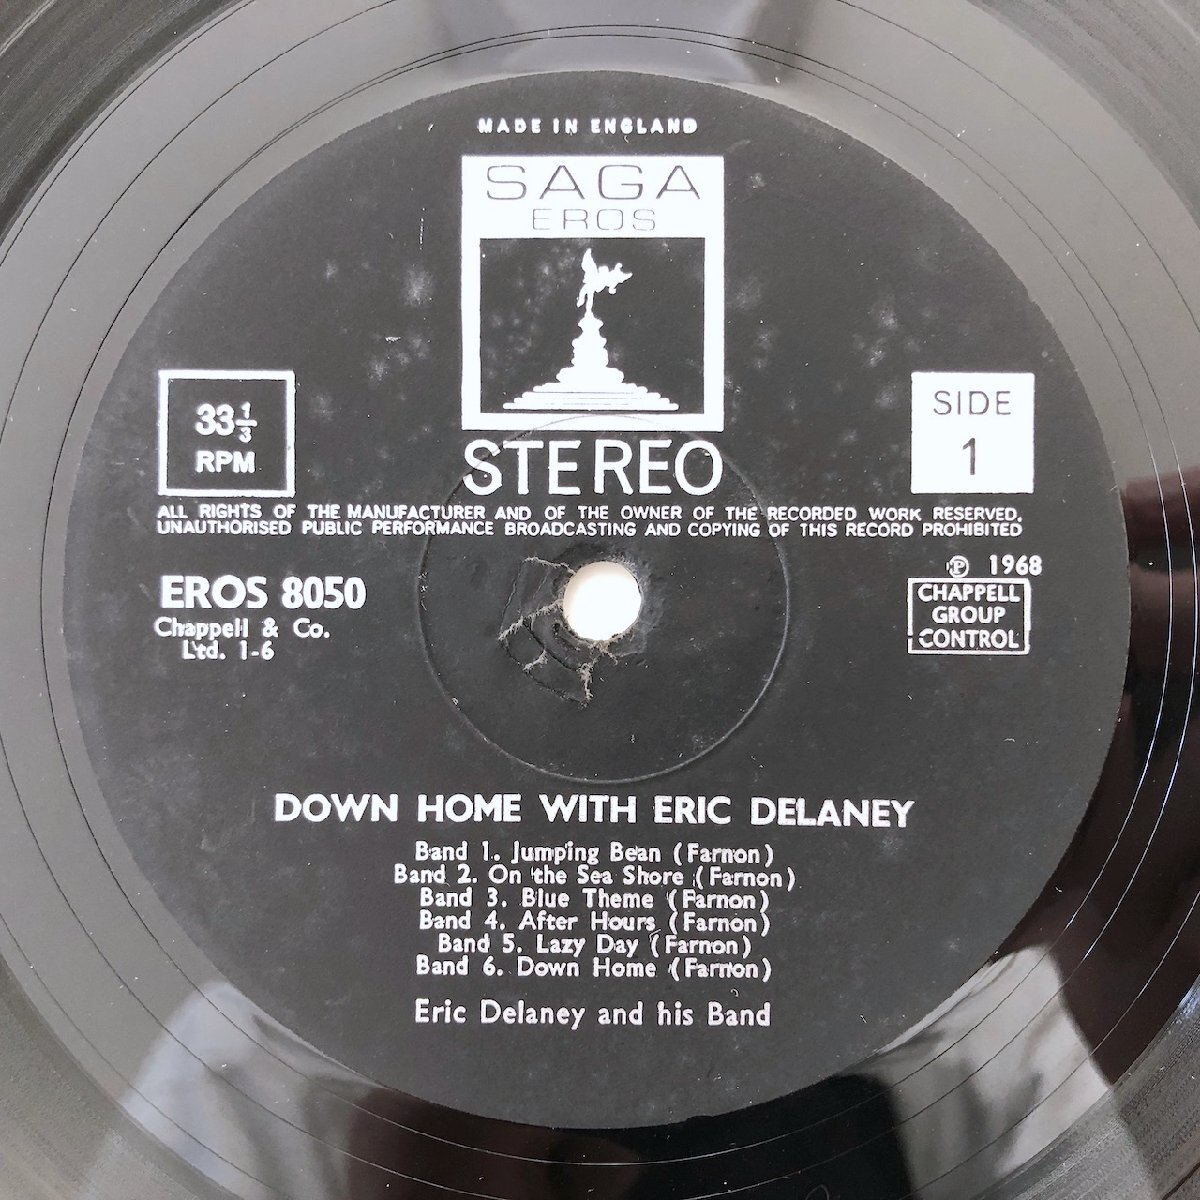 MADE IN ENGLAND
SAGA
EROS
33 1/3
RPM
SIDE
1
STEREO
ALL RIGHTS OF THE MANUFACTURER AND OF THE OWNER OF THE RECORDED WORK RESERVED,
UNAUTHORISED PUBLIC PERFORMANCE BROADCASTING AND COPYING OF THIS RECORD PROHIBITED
EROS 8050
Chappell & Co.
Ltd. 1-6
℗ 1968
CHAPPELL
GROUP
CONTROL
DOWN HOME WITH ERIC DELANEY
Band 1. Jumping Bean (Farnon)
Band 2. On the Sea Shore (Farnon)
Band 3. Blue Theme (Farnon)
Band 4. After Hours (Farnon)
Band 5. Lazy Day (Farnon)
Band 6. Down Home (Farnon)
Eric Delaney and his Band